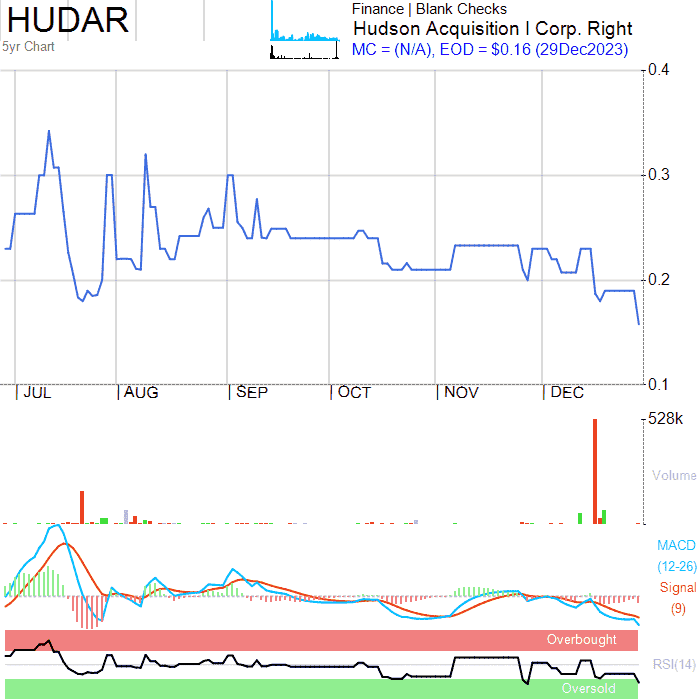 HUDAR
5yr Chart
Finance | Blank Checks
Hudson Acquisition I Corp. Right
MC = (N/A), EOD = $0.16 (29Dec2023)
0.4
0.3
0.2
0.1
JUL AUG SEP OCT NOV DEC
528k
Volume
MACD
(12-26)
Signal
(9)
Overbought
RSI(14)
Oversold